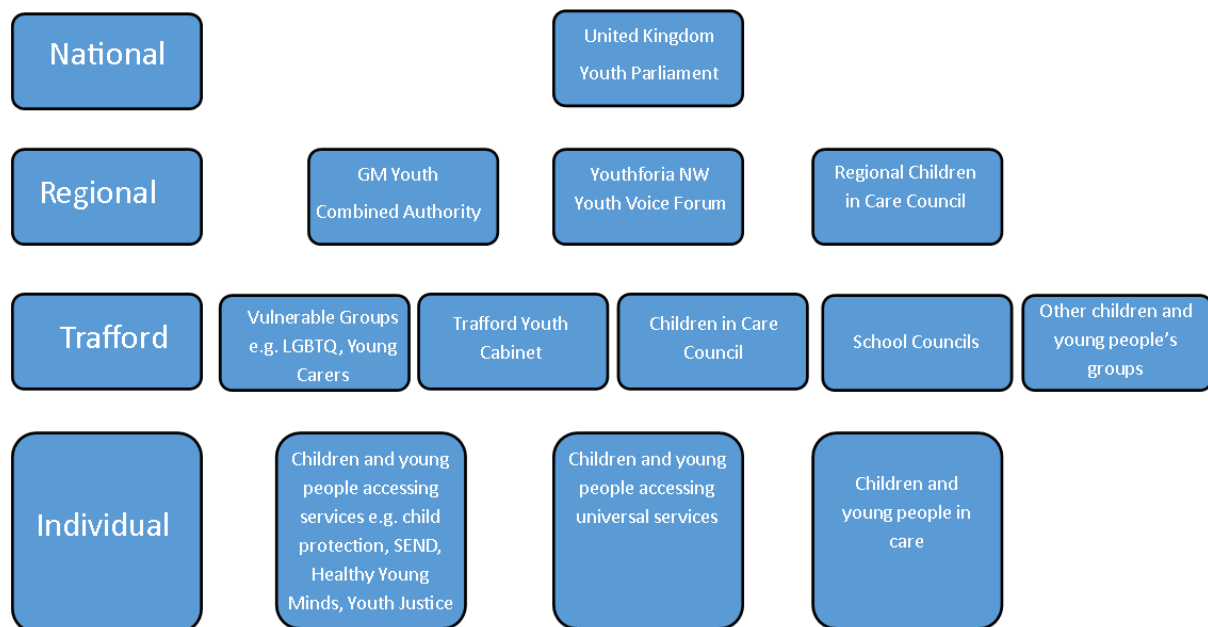 National
United Kingdom
Youth Parliament
Regional
GM Youth
Combined Authority
Youthforia NW
Youth Voice Forum
Regional Children
in Care Council
Trafford
Vulnerable Groups
e.g. LGBTQ, Young
Carers
Trafford Youth
Cabinet
Children in Care
Council
School Councils
Other children and
young people’s
groups
Individual
Children and young
people accessing
services e.g. child
protection, SEND,
Healthy Young
Minds, Youth Justice
Children and young
people accessing
universal services
Children and
young people in
care